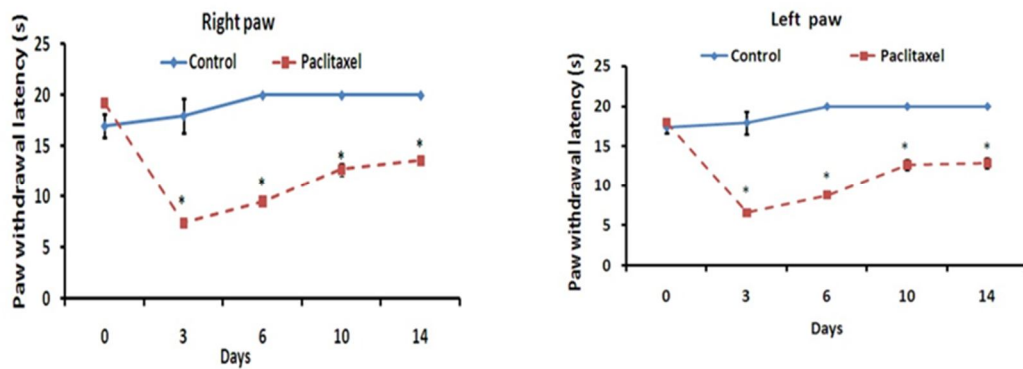 Right paw
Control
Paclitaxel
Paw withdrawal latency (s)
25
20
15
10
5
0
*
*
*
*
0 3 6 10 14
Days
Left paw
Control
Paclitaxel
Paw withdrawal latency (s)
25
20
15
10
5
0
*
*
*
*
0 3 6 10 14
Days